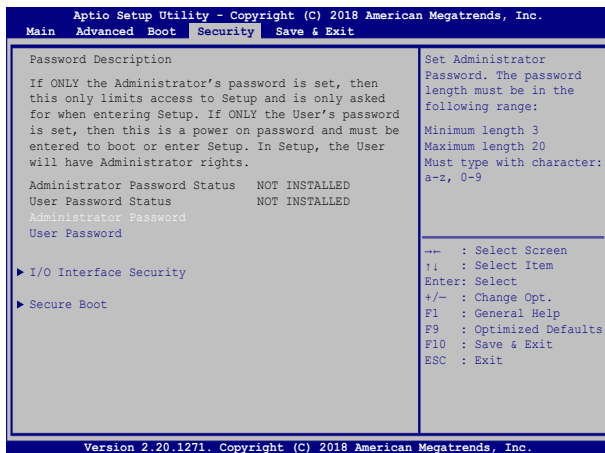 Aptio Setup Utility - Copyright (C) 2018 American Megatrends, Inc.
Main Advanced Boot Security Save & Exit
Password Description
If ONLY the Administrator's password is set, then
this only limits access to Setup and is only asked
for when entering Setup. If ONLY the User's password
is set, then this is a power on password and must be
entered to boot or enter Setup. In Setup, the User
will have Administrator rights.
Administrator Password Status NOT INSTALLED
User Password Status NOT INSTALLED
Administrator Password
User Password
▶ I/O Interface Security
▶ Secure Boot
Set Administrator
Password. The password
length must be in the
following range:
Minimum length 3
Maximum length 20
Must type with character:
a-z, 0-9
→← : Select Screen
↑↓ : Select Item
Enter: Select
+/— : Change Opt.
F1 : General Help
F9 : Optimized Defaults
F10 : Save & Exit
ESC : Exit
Version 2.20.1271. Copyright (C) 2018 American Megatrends, Inc.